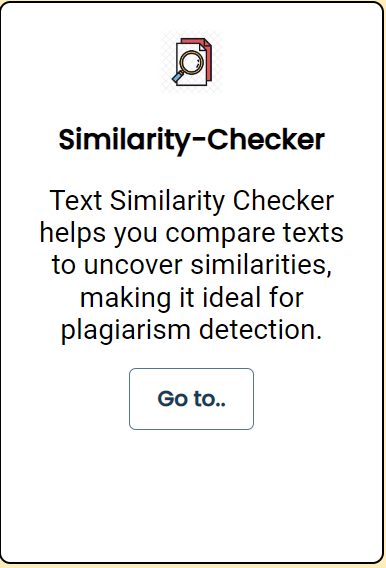 Similarity-Checker
Text Similarity Checker
helps you compare texts
to uncover similarities,
making it ideal for
plagiarism detection.
Go to..